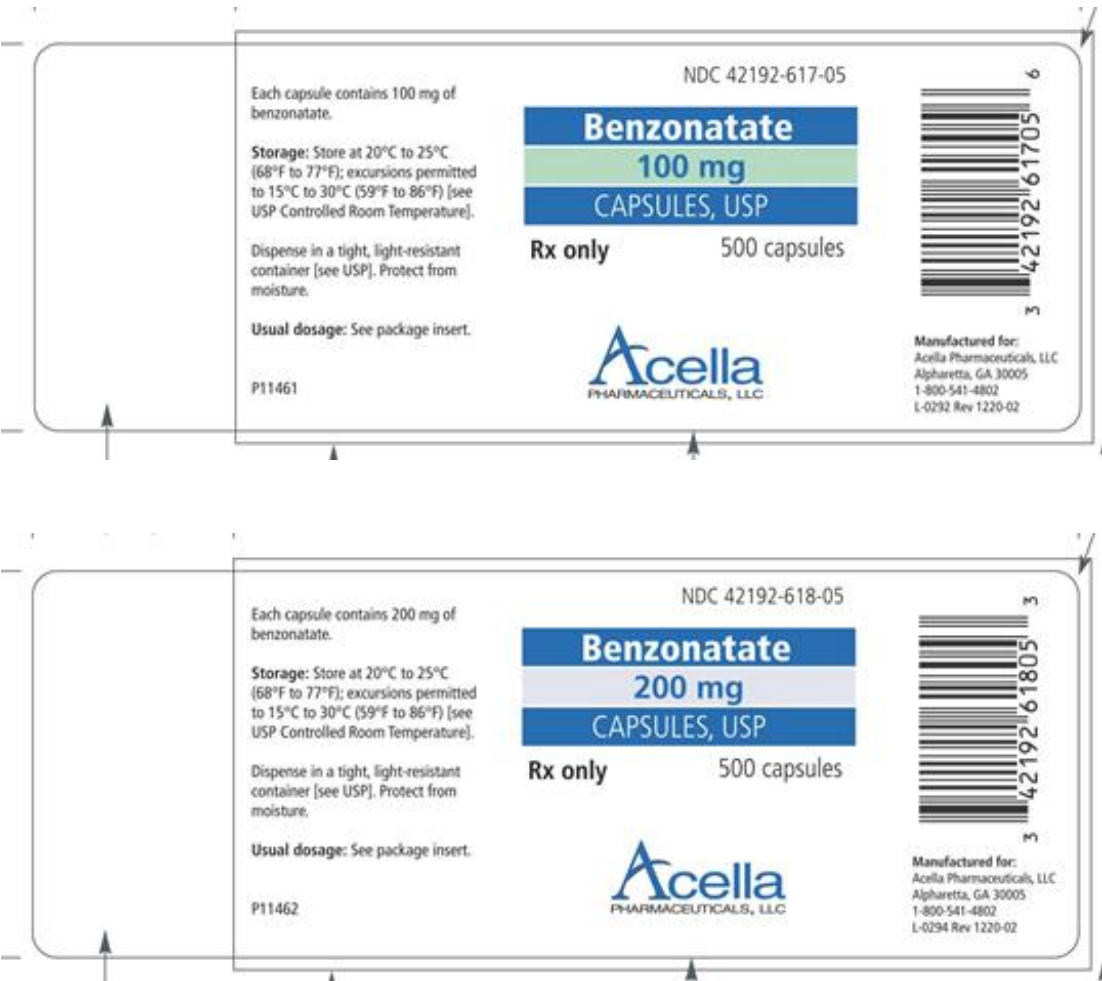 Each capsule contains 100 mg of
benzonatate.
Storage: Store at 20°C to 25°C
(68°F to 77°F); excursions permitted
to 15°C to 30°C (59°F to 86°F) [see
USP Controlled Room Temperature].
Dispense in a tight, light-resistant
container [see USP]. Protect from
moisture.
Usual dosage: See package insert.
P11461
NDC 42192-617-05
Benzonatate
100 mg
CAPSULES, USP
Rx only 500 capsules
Acella
PHARMACEUTICALS, LLC
3 42192 61705 6
Manufactured for:
Acella Pharmaceuticals, LLC
Alpharetta, GA 30005
1-800-541-4802
L-0292 Rev 1220-02
Each capsule contains 200 mg of
benzonatate.
Storage: Store at 20°C to 25°C
(68°F to 77°F); excursions permitted
to 15°C to 30°C (59°F to 86°F) [see
USP Controlled Room Temperature].
Dispense in a tight, light-resistant
container [see USP]. Protect from
moisture.
Usual dosage: See package insert.
P11462
NDC 42192-618-05
Benzonatate
200 mg
CAPSULES, USP
Rx only 500 capsules
Acella
PHARMACEUTICALS, LLC
3 42192 61805 3
Manufactured for:
Acella Pharmaceuticals, LLC
Alpharetta, GA 30005
1-800-541-4802
L-0294 Rev 1220-02